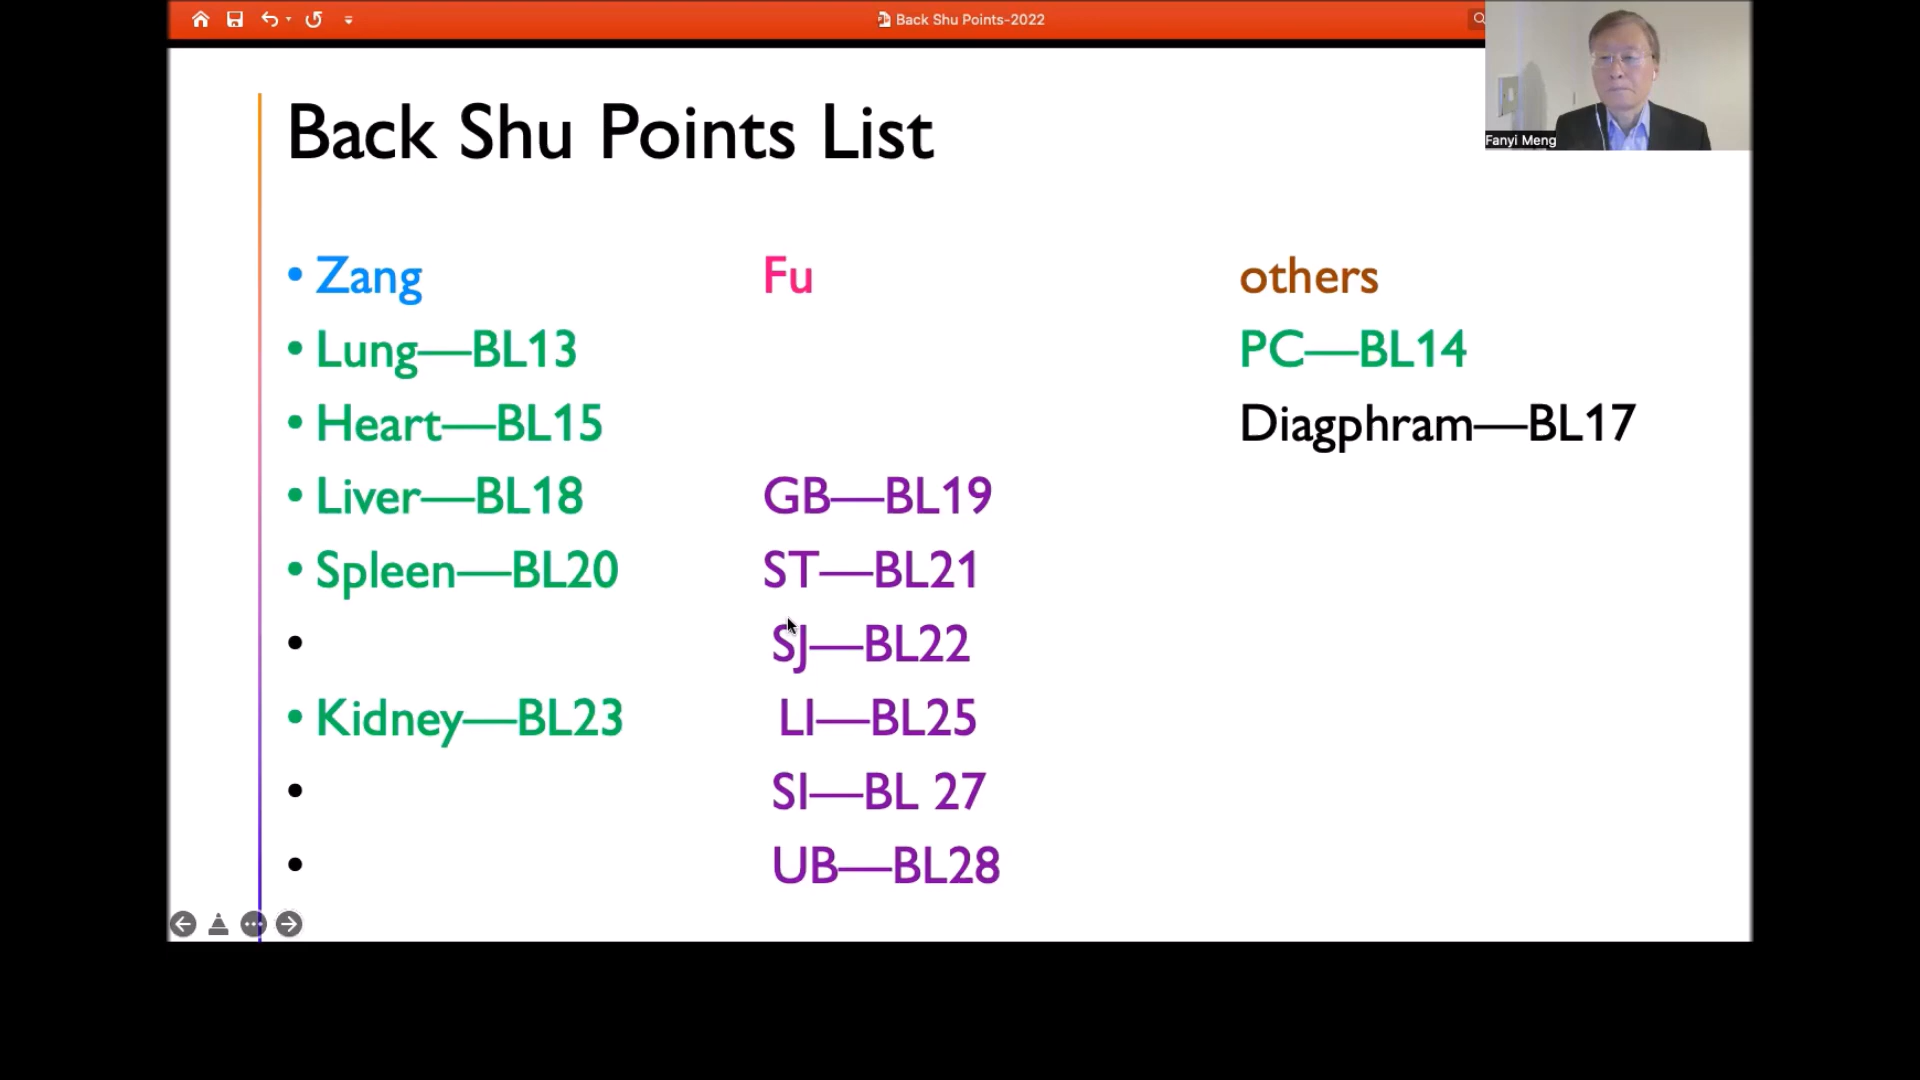 Back Shu Points-2022
Fanyi Meng
Back Shu Points List
• Zang Fu others
• Lung—BL13 PC—BL14
• Heart—BL15 Diagphram—BL17
• Liver—BL18 GB—BL19
• Spleen—BL20 ST—BL21
• SJ—BL22
• Kidney—BL23 LI—BL25
• SI—BL 27
• UB—BL28